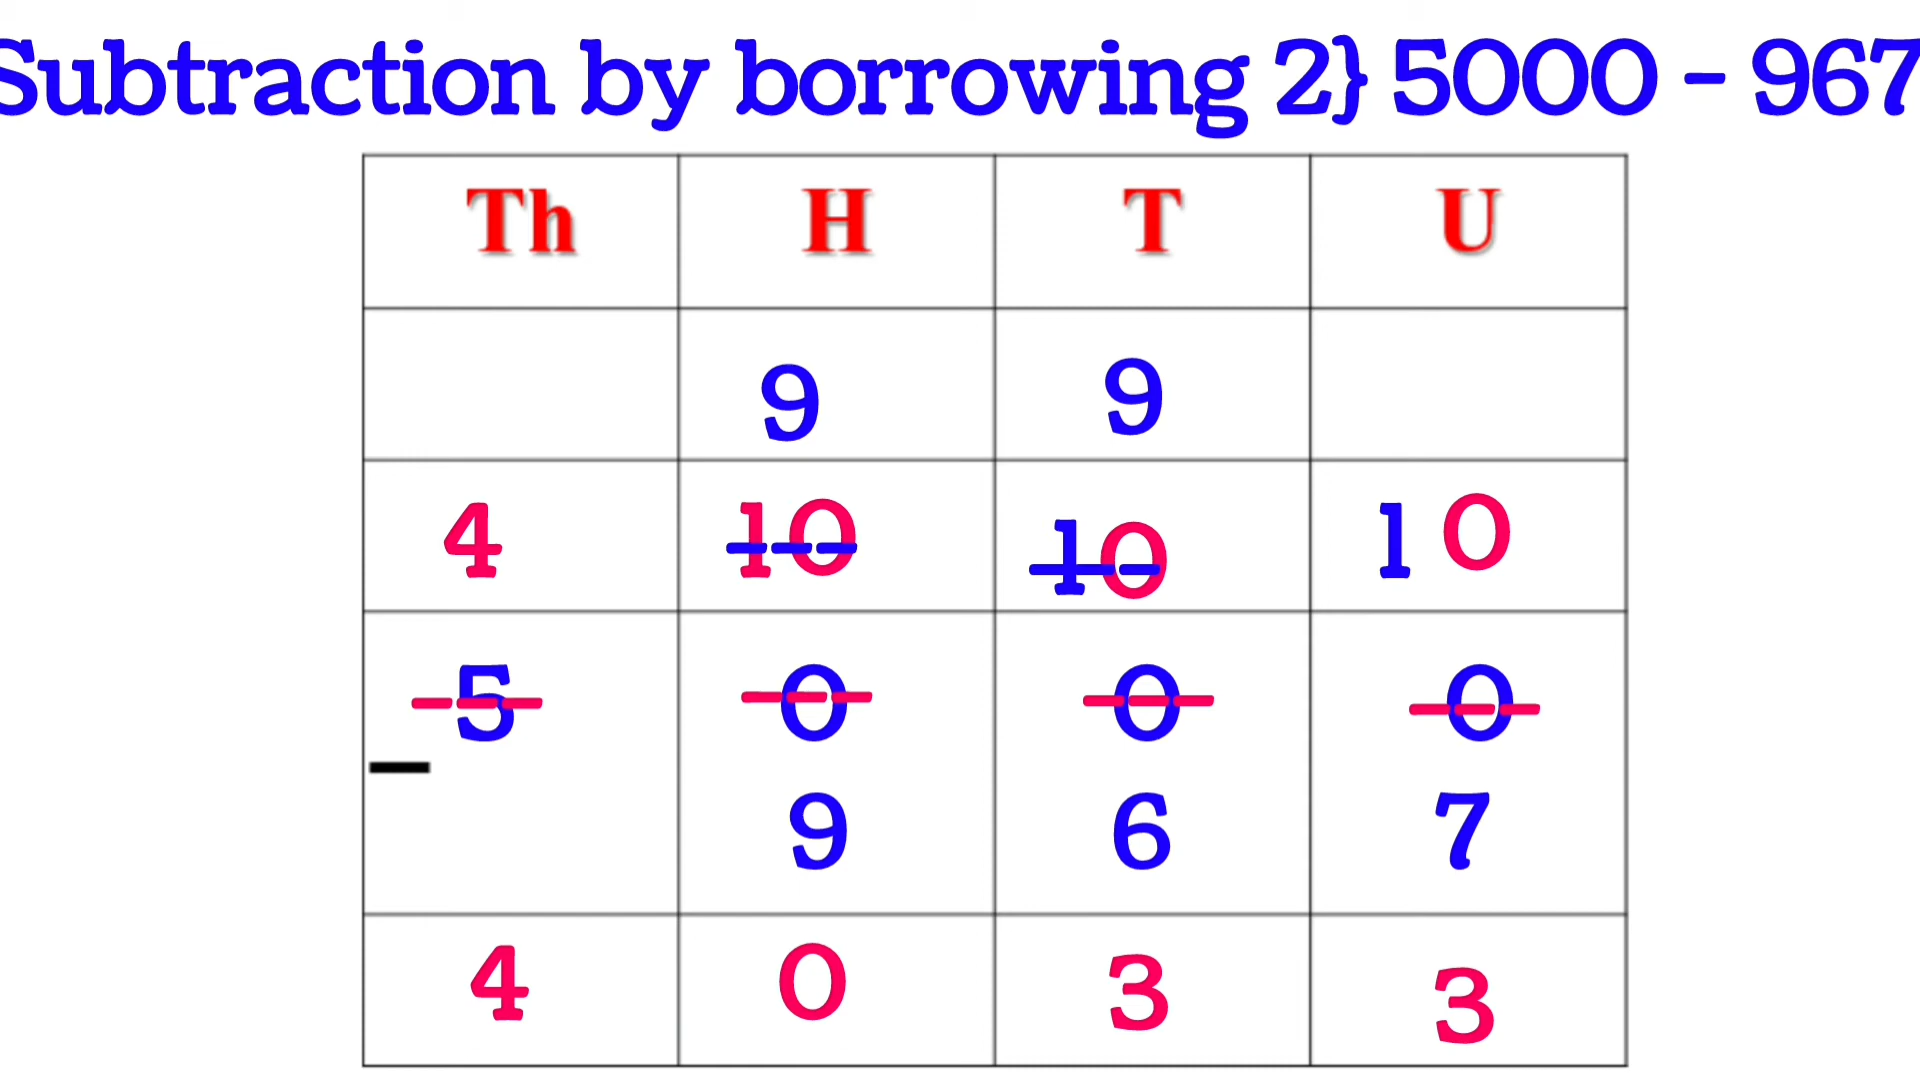 Subtraction by borrowing 2} 5000 - 967
Th H T U
9 9
4 10 10 10
5 0 0 0
-
9 6 7
4 0 3 3